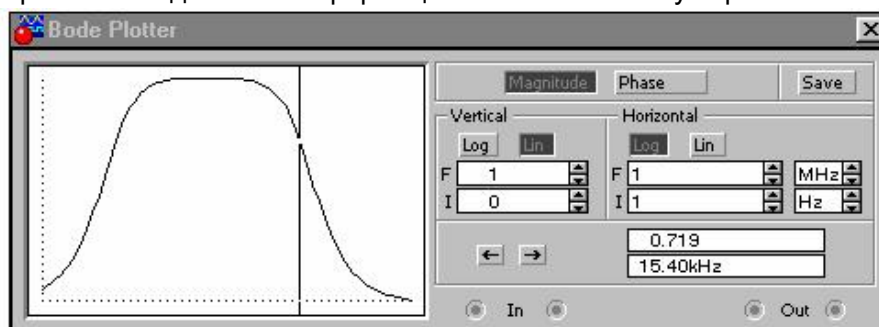 Bode Plotter
Magnitude Phase Save
Vertical Horizontal
Log Lin Log Lin
F 1 F 1 MHz
I 0 I 1 Hz
← → 0.719
15.40kHz
In Out